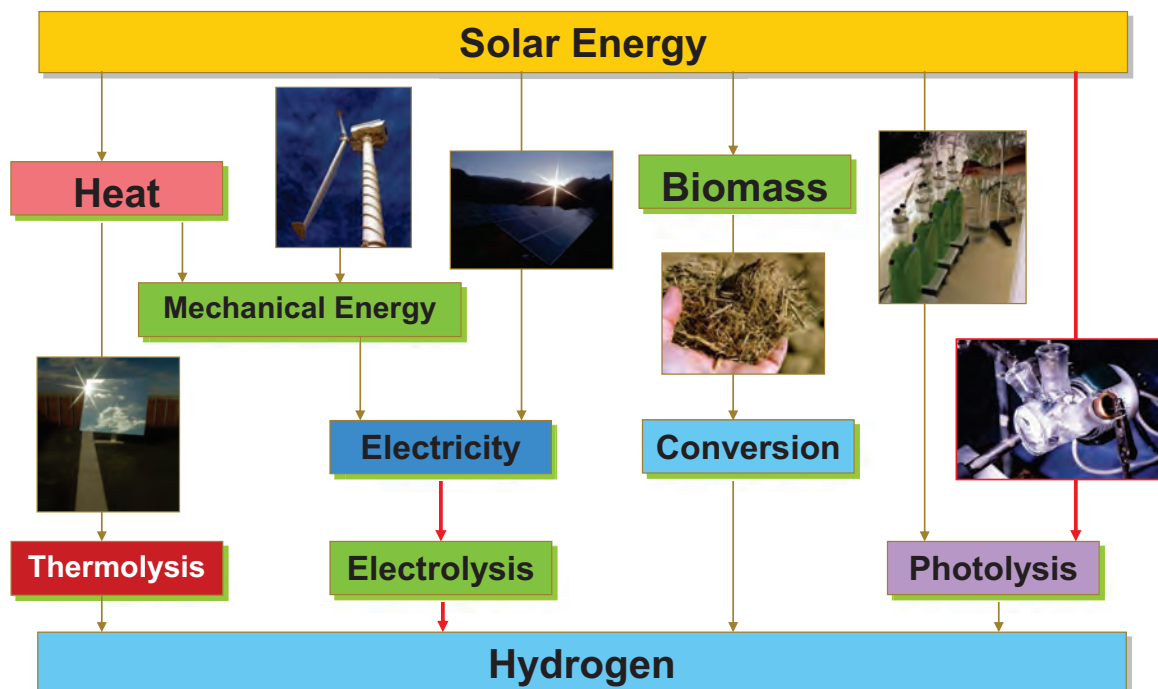 Solar Energy
Heat
Biomass
Mechanical Energy
Electricity
Conversion
Thermolysis
Electrolysis
Photolysis
Hydrogen